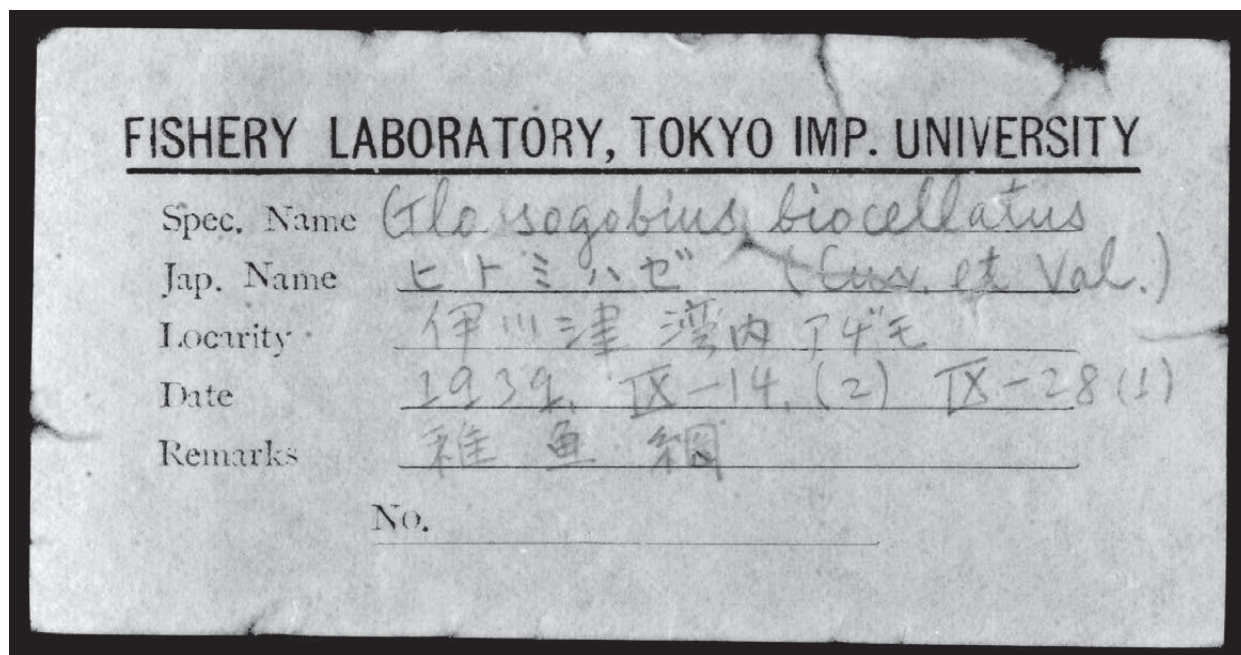 FISHERY LABORATORY, TOKYO IMP. UNIVERSITY
Spec. Name Glossogobius biocellatus
Jap. Name ヒトミハゼ (Cuv. et Val.)
Locarity 伊川津 湾内 アヂモ
Date 1939. IX-14. (2) IX-28 (1)
Remarks 稚魚網
No.